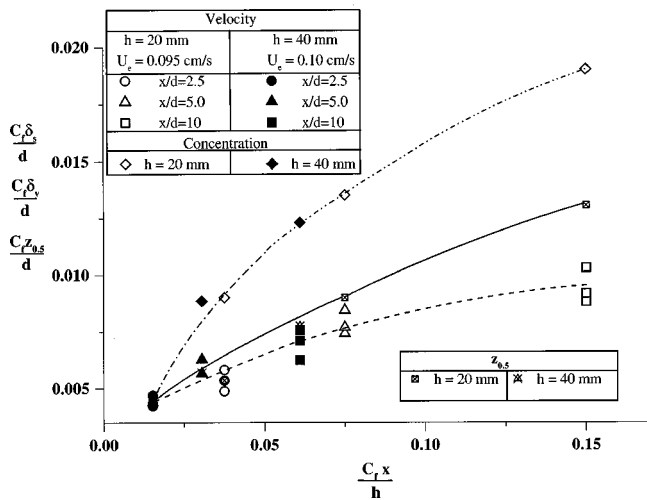 Velocity
h = 20 mm h = 40 mm
U_e = 0.095 cm/s U_e = 0.10 cm/s
x/d=2.5 x/d=2.5
x/d=5.0 x/d=5.0
x/d=10 x/d=10
Concentration
h = 20 mm h = 40 mm
0.020
0.015
0.010
0.005
C_f δ_s
d
C_f δ_v
d
C_f z_0.5
d
z_0.5
h = 20 mm h = 40 mm
0.00 0.05 0.10 0.15
C_f x
h